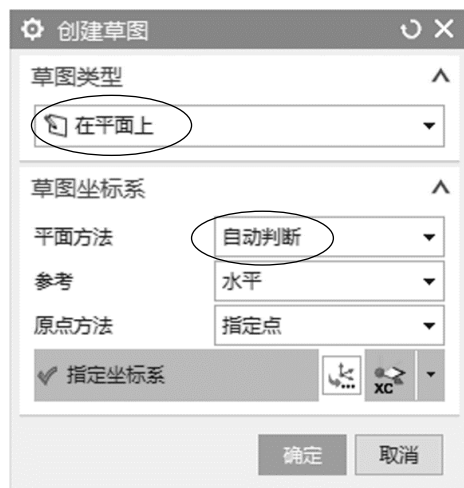 创建草图
草图类型
在平面上
草图坐标系
平面方法 自动判断
参考 水平
原点方法 指定点
指定坐标系 XC
确定 取消